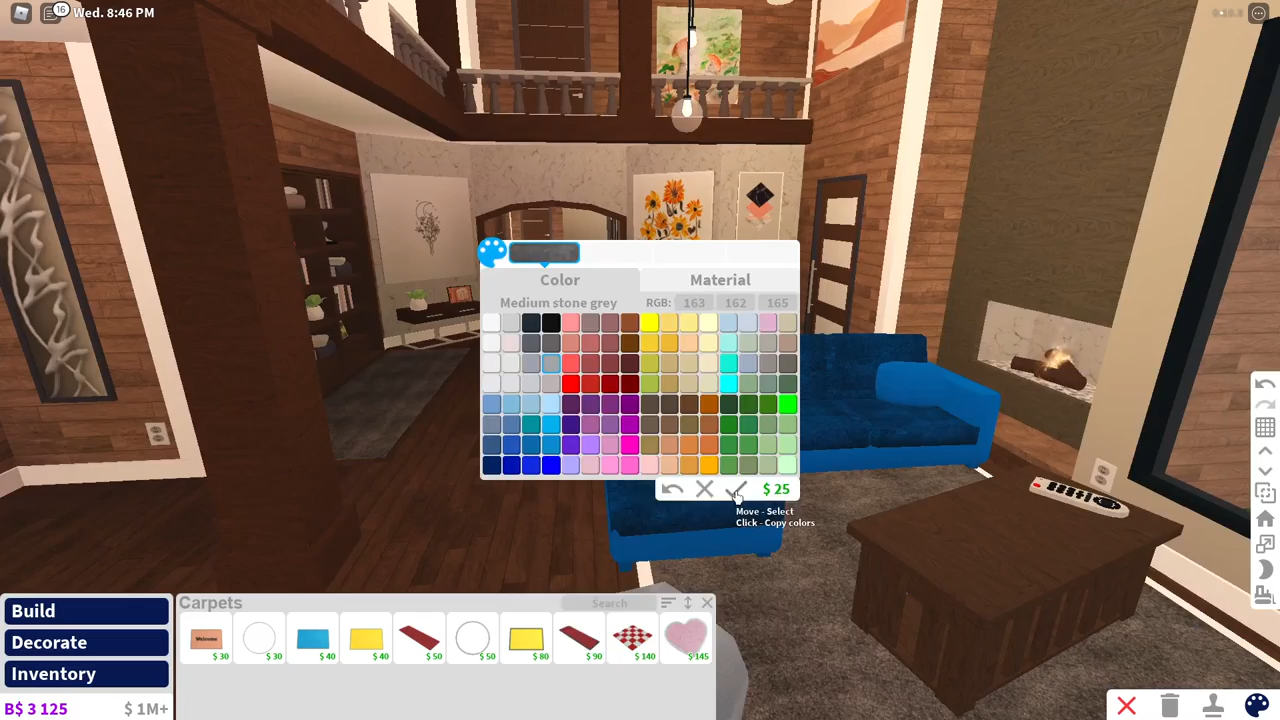 16
Wed. 8:46 PM
Color
Material
Medium stone grey
RGB: 163 162 165
$ 25
Move - Select
Click - Copy colors
Build
Decorate
Inventory
B$ 3 125
$ 1M+
Carpets
Search
Welcome
$ 30
$ 30
$ 40
$ 40
$ 50
$ 50
$ 80
$ 90
$ 140
$ 145